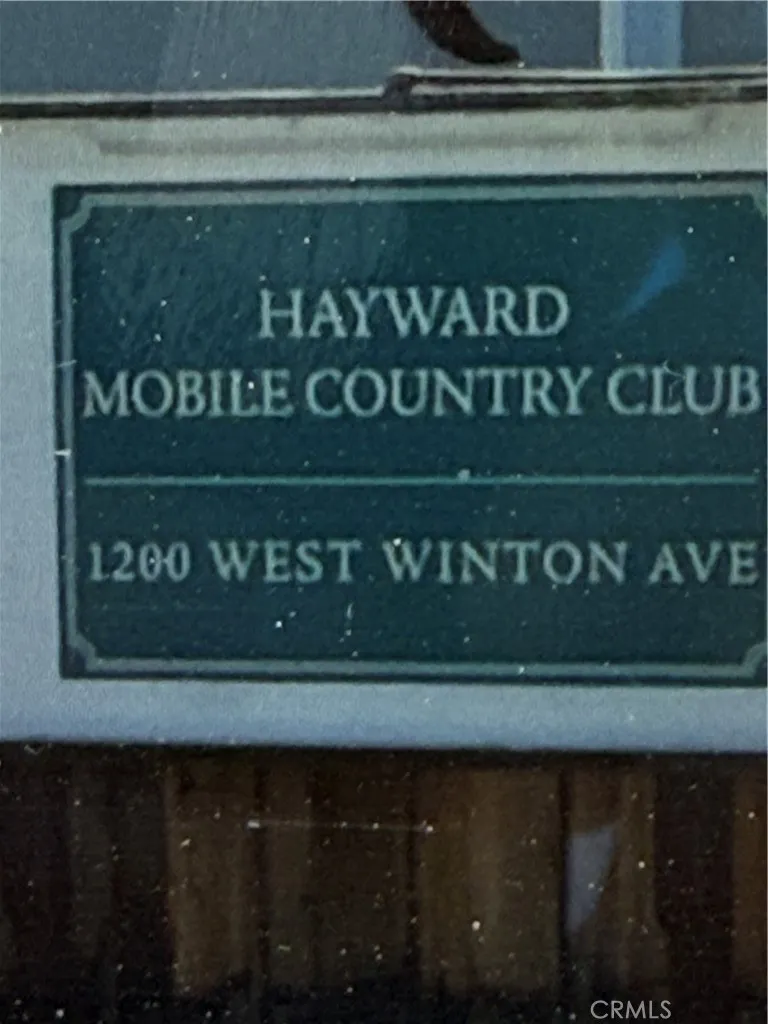 HAYWARD
MOBILE COUNTRY CLUB
1200 WEST WINTON AVE
CRMLS